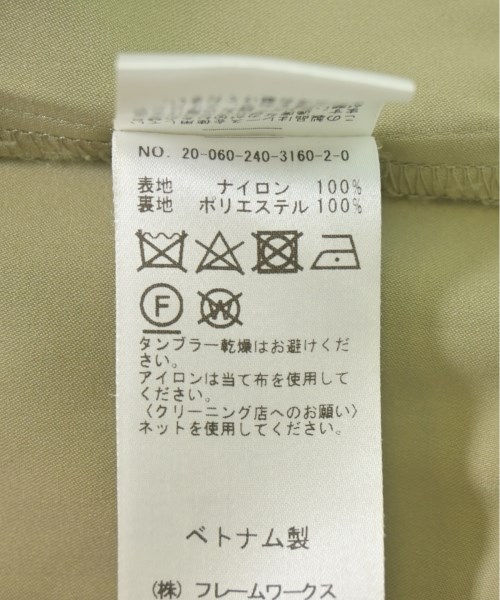 NO. 20-060-240-3160-2-0
表地 ナイロン 100%
裏地 ポリエステル 100%
F
W
タンブラー乾燥はお避けくだ
さい。
アイロンは当て布を使用して
ください。
〈クリーニング店へのお願い〉
ネットを使用してください。
ベトナム製
(株) フレームワークス